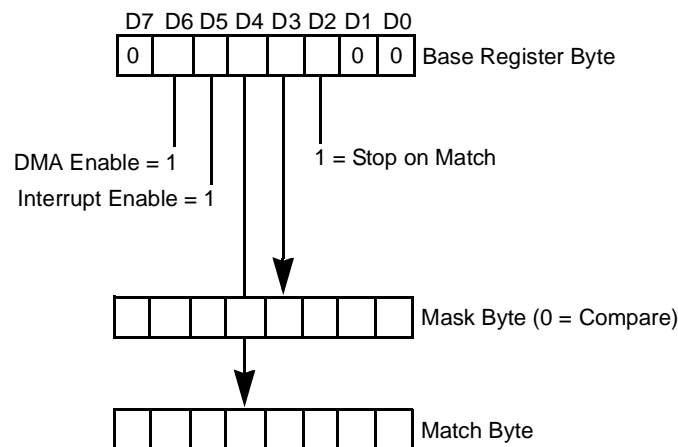 D7 D6 D5 D4 D3 D2 D1 D0
0 0 0 Base Register Byte
DMA Enable = 1
1 = Stop on Match
Interrupt Enable = 1
Mask Byte (0 = Compare)
Match Byte